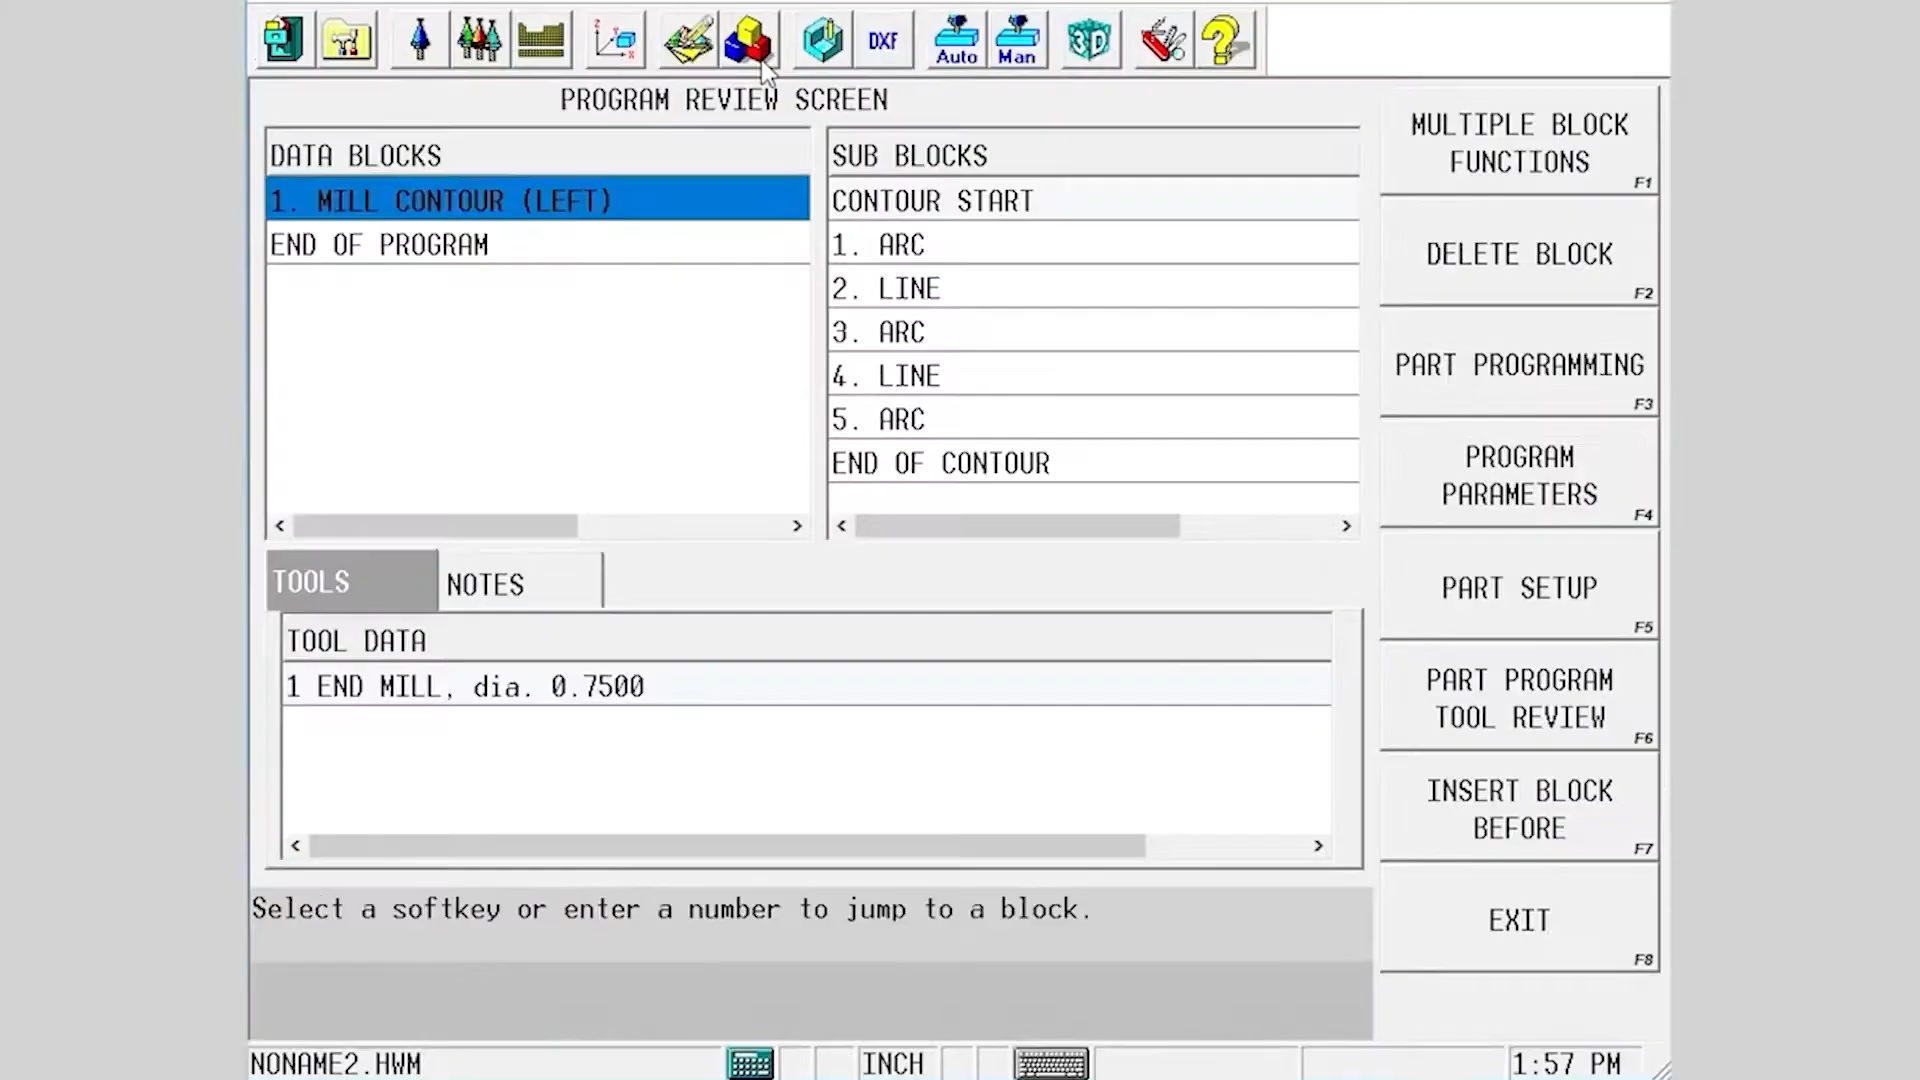 DXF
Auto
Man
3D
PROGRAM REVIEW SCREEN
DATA BLOCKS
1. MILL CONTOUR (LEFT)
END OF PROGRAM
SUB BLOCKS
CONTOUR START
1. ARC
2. LINE
3. ARC
4. LINE
5. ARC
END OF CONTOUR
TOOLS
NOTES
TOOL DATA
1 END MILL, dia. 0.7500
Select a softkey or enter a number to jump to a block.
MULTIPLE BLOCK
FUNCTIONS
F1
DELETE BLOCK
F2
PART PROGRAMMING
F3
PROGRAM
PARAMETERS
F4
PART SETUP
F5
PART PROGRAM
TOOL REVIEW
F6
INSERT BLOCK
BEFORE
F7
EXIT
F8
NONAME2.HWM
INCH
1:57 PM